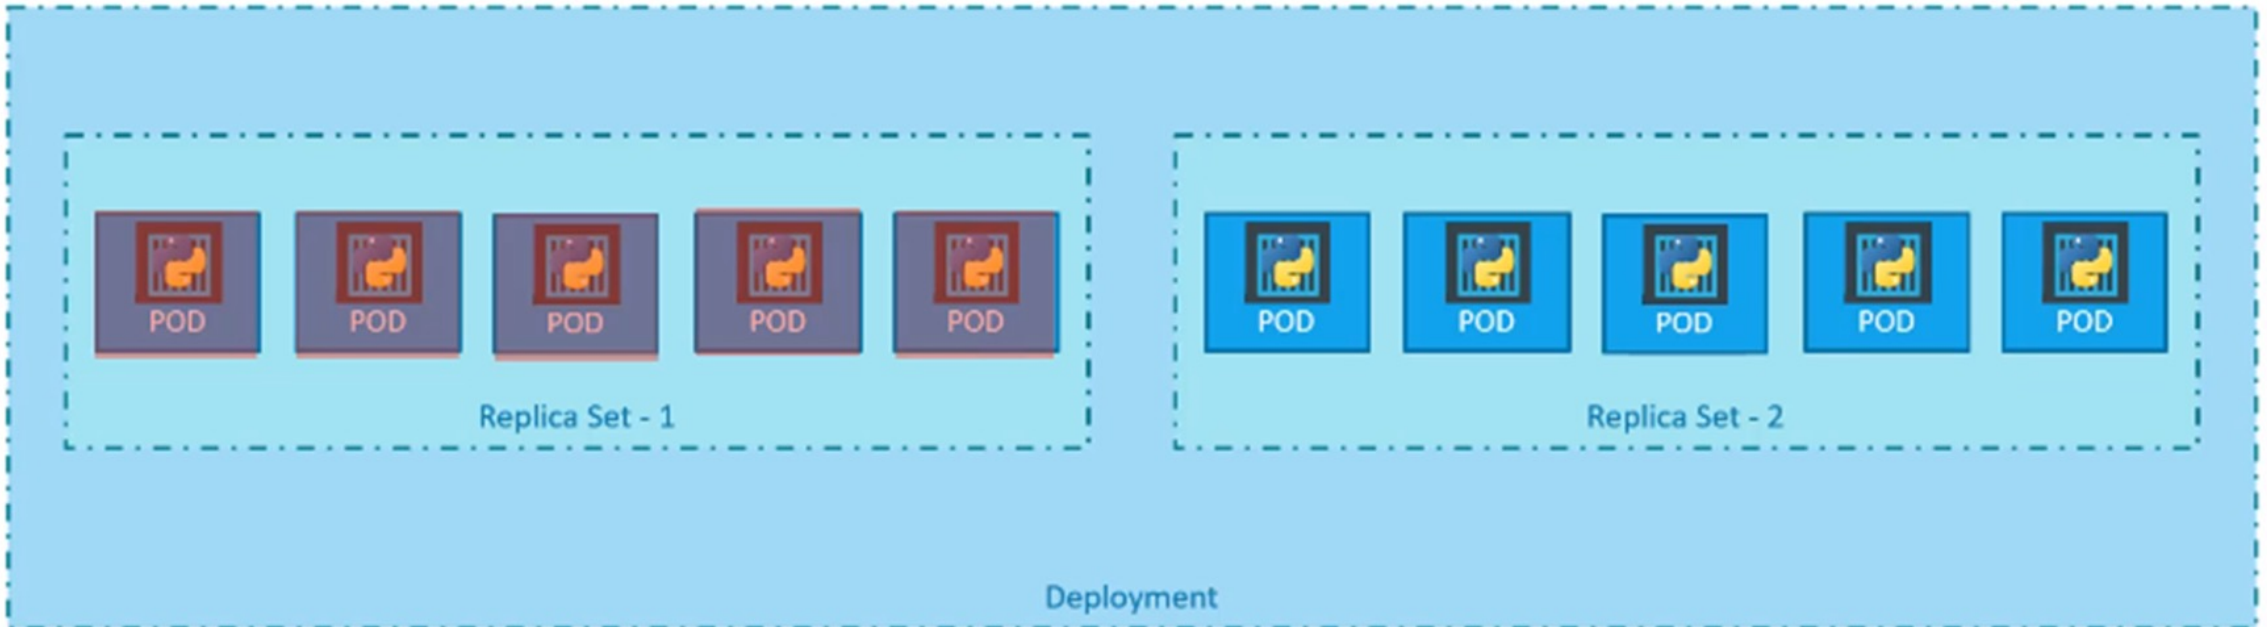 POD POD POD POD POD
POD POD POD POD POD
Replica Set - 1
Replica Set - 2
Deployment